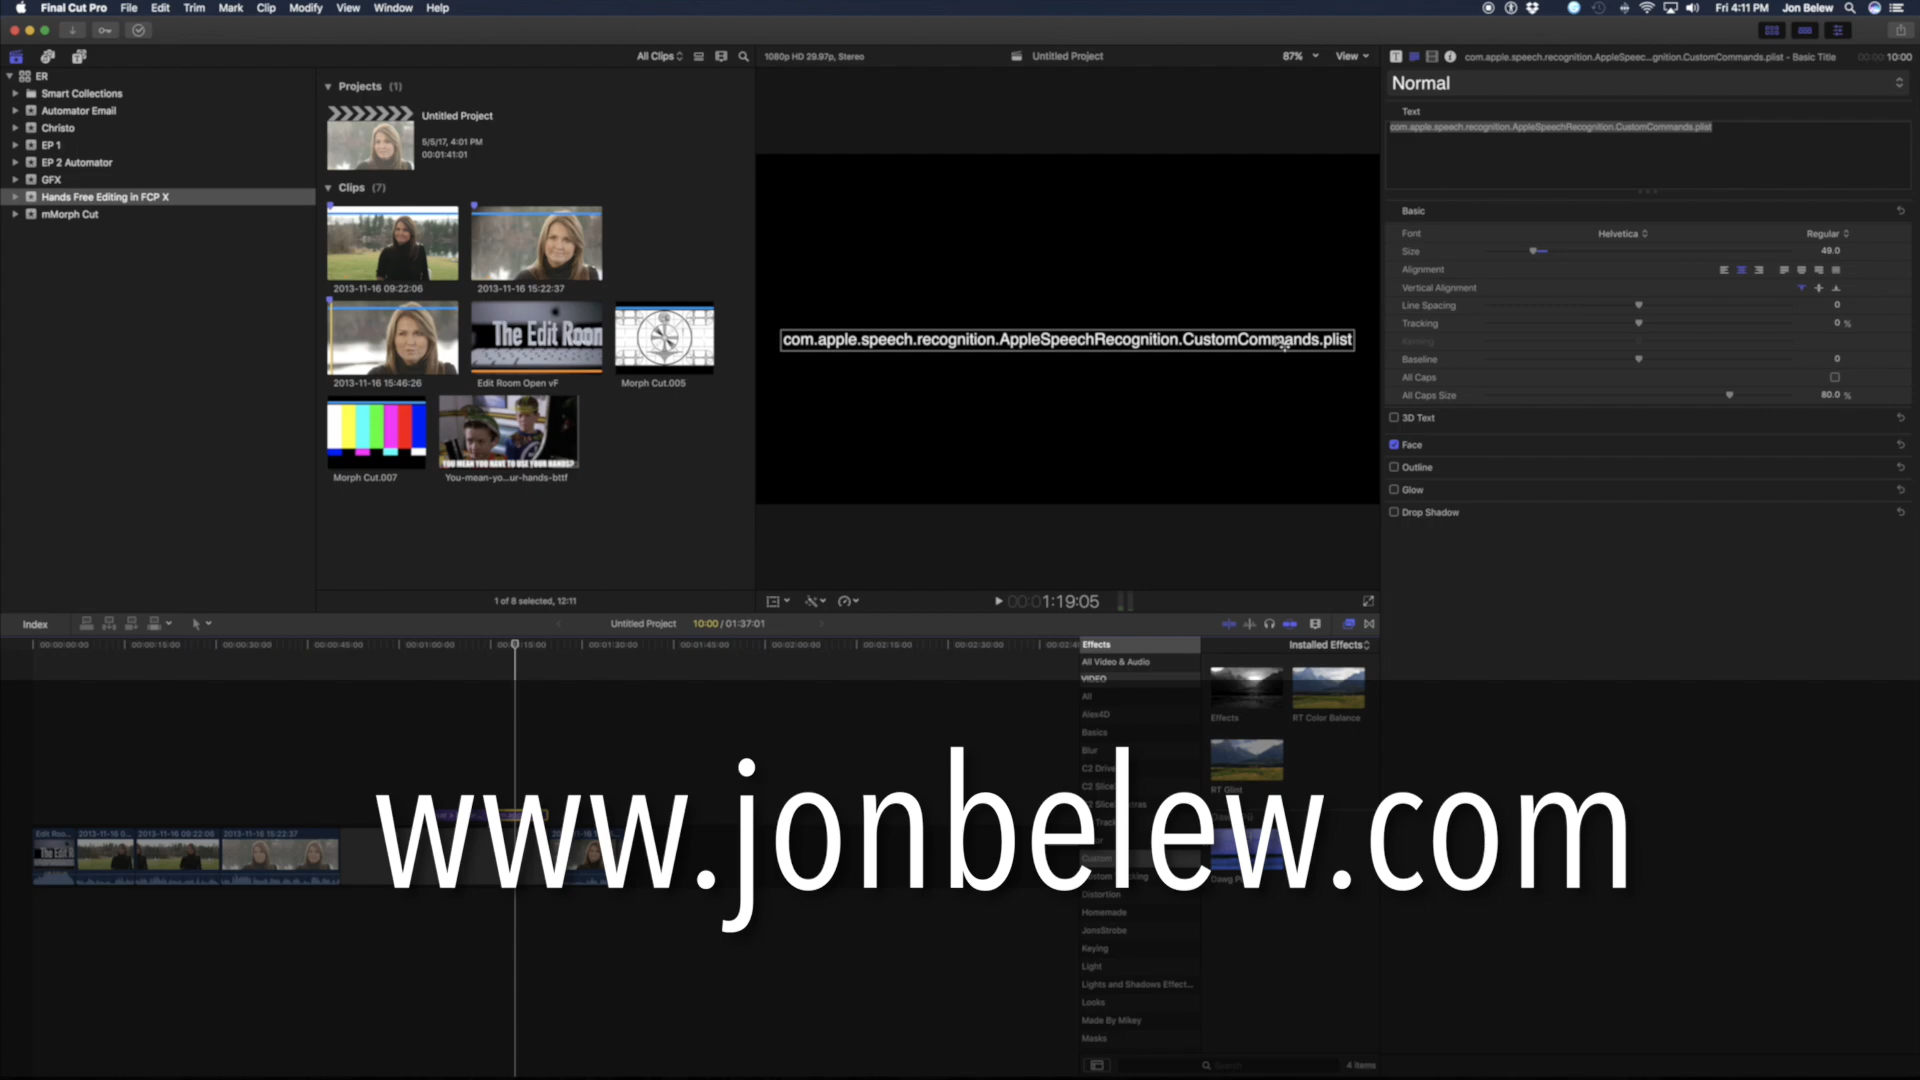 Final Cut Pro File Edit Trim Mark Clip Modify View Window Help
Fri 4:11 PM Jon Belew
All Clips
1080p HD 29.97p, Stereo
Untitled Project
87%
View
com.apple.speech.recognition.AppleSpeec...gnition.CustomCommands.plist - Basic Title
00:00:10:00
ER
Smart Collections
Automator Email
Christo
EP 1
EP 2 Automator
GFX
Hands Free Editing in FCP X
mMorph Cut
Projects (1)
Untitled Project
5/5/17, 4:01 PM
00:01:41:01
Clips (7)
2013-11-16 09:22:06
2013-11-16 15:22:37
The Edit Room
2013-11-16 15:46:26
Edit Room Open vF
Morph Cut.005
YOU MEAN YOU HAVE TO USE YOUR HANDS?
Morph Cut.007
You-mean-yo...ur-hands-bttf
1 of 8 selected, 12:11
com.apple.speech.recognition.AppleSpeechRecognition.CustomCommands.plist
00:01:19:05
Normal
Text
com.apple.speech.recognition.AppleSpeechRecognition.CustomCommands.plist
Basic
Font Helvetica Regular
Size 49.0
Alignment
Vertical Alignment
Line Spacing 0
Tracking 0 %
Kerning
Baseline 0
All Caps
All Caps Size 80.0 %
3D Text
Face
Outline
Glow
Drop Shadow
Index
Untitled Project
10:00 / 01:37:01
00:00:00:00
00:00:15:00
00:00:30:00
00:00:45:00
00:01:00:00
00:01:30:00
00:01:45:00
00:02:00:00
00:02:15:00
00:02:30:00
Effects
Installed Effects
All Video & Audio
VIDEO
All
Alex4D
Basics
Blur
Custom
Distortion
Homemade
JonsStrobe
Keying
Light
Lights and Shadows Effect...
Looks
Made By Mikey
Masks
Effects
RT Color Balance
RT Glint
Edit Roo...
2013-11-16 0...
2013-11-16 09:22:06
2013-11-16 15:22:37
www.jonbelew.com
Search
4 items